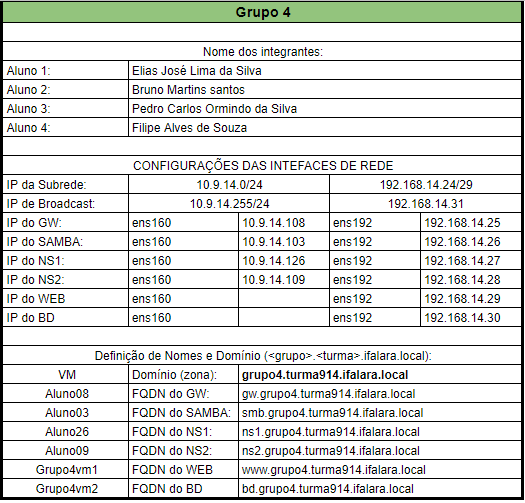 Grupo 4
Nome dos integrantes:
Aluno 1: Elias José Lima da Silva
Aluno 2: Bruno Martins santos
Aluno 3: Pedro Carlos Ormindo da Silva
Aluno 4: Filipe Alves de Souza
CONFIGURAÇÕES DAS INTEFACES DE REDE
IP da Subrede: 10.9.14.0/24 192.168.14.24/29
IP de Broadcast: 10.9.14.255/24 192.168.14.31
IP do GW: ens160 10.9.14.108 ens192 192.168.14.25
IP do SAMBA: ens160 10.9.14.103 ens192 192.168.14.26
IP do NS1: ens160 10.9.14.126 ens192 192.168.14.27
IP do NS2: ens160 10.9.14.109 ens192 192.168.14.28
IP do WEB ens160 ens192 192.168.14.29
IP do BD ens160 ens192 192.168.14.30
Definição de Nomes e Domínio (<grupo>.<turma>.ifalara.local):
VM Domínio (zona): grupo4.turma914.ifalara.local
Aluno08 FQDN do GW: gw.grupo4.turma914.ifalara.local
Aluno03 FQDN do SAMBA: smb.grupo4.turma914.ifalara.local
Aluno26 FQDN do NS1: ns1.grupo4.turma914.ifalara.local
Aluno09 FQDN do NS2: ns2.grupo4.turma914.ifalara.local
Grupo4vm1 FQDN do WEB www.grupo4.turma914.ifalara.local
Grupo4vm2 FQDN do BD bd.grupo4.turma914.ifalara.local